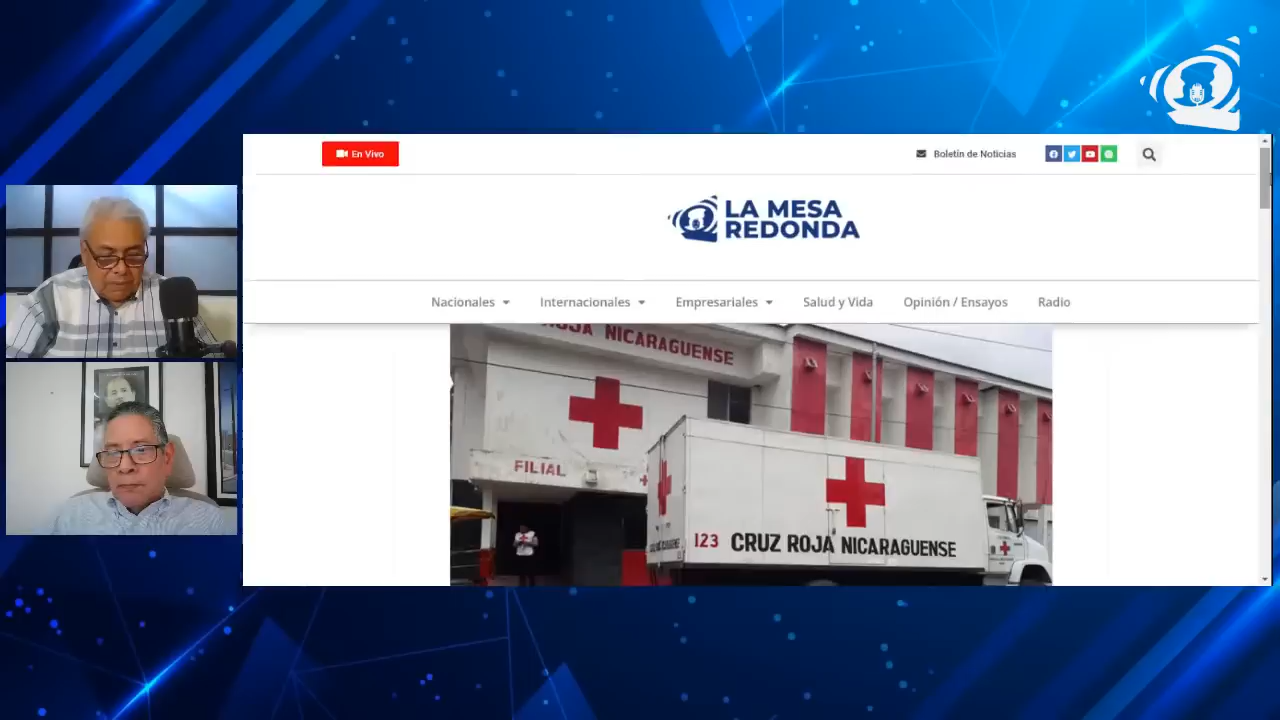 En Vivo
Boletín de Noticias
LA MESA
REDONDA
Nacionales
Internacionales
Empresariales
Salud y Vida
Opinión / Ensayos
Radio
ROJA NICARAGUENSE
FILIAL
123 CRUZ ROJA NICARAGUENSE